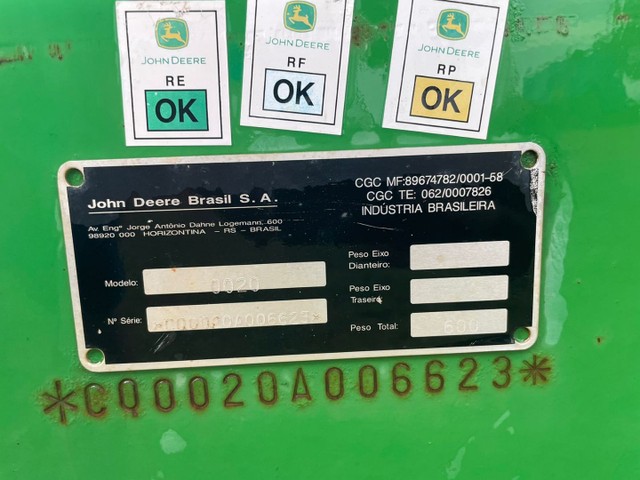 JOHN DEERE
RE
OK
JOHN DEERE
RF
OK
JOHN DEERE
RP
OK
John Deere Brasil S. A.
Av. Engº Jorge Antônio Dahne Logemann, 600
98920 000 HORIZONTINA - RS - BRASIL
CGC MF:89674782/0001-58
CGC TE: 062/0007826
INDÚSTRIA BRASILEIRA
Modelo: 0020
Nº Série: *CQ0020A006623*
Peso Eixo
Dianteiro:
Peso Eixo
Traseiro:
Peso Total:
*CQ0020A006623*